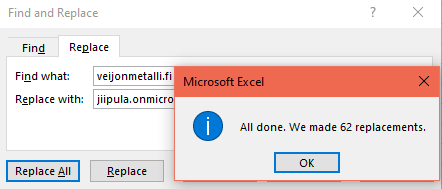 Find and Replace ? ×
Find Replace
Find what: veijonmetalli.fi
Replace with: jiipula.onmicro
Microsoft Excel
All done. We made 62 replacements.
OK
Replace All Replace